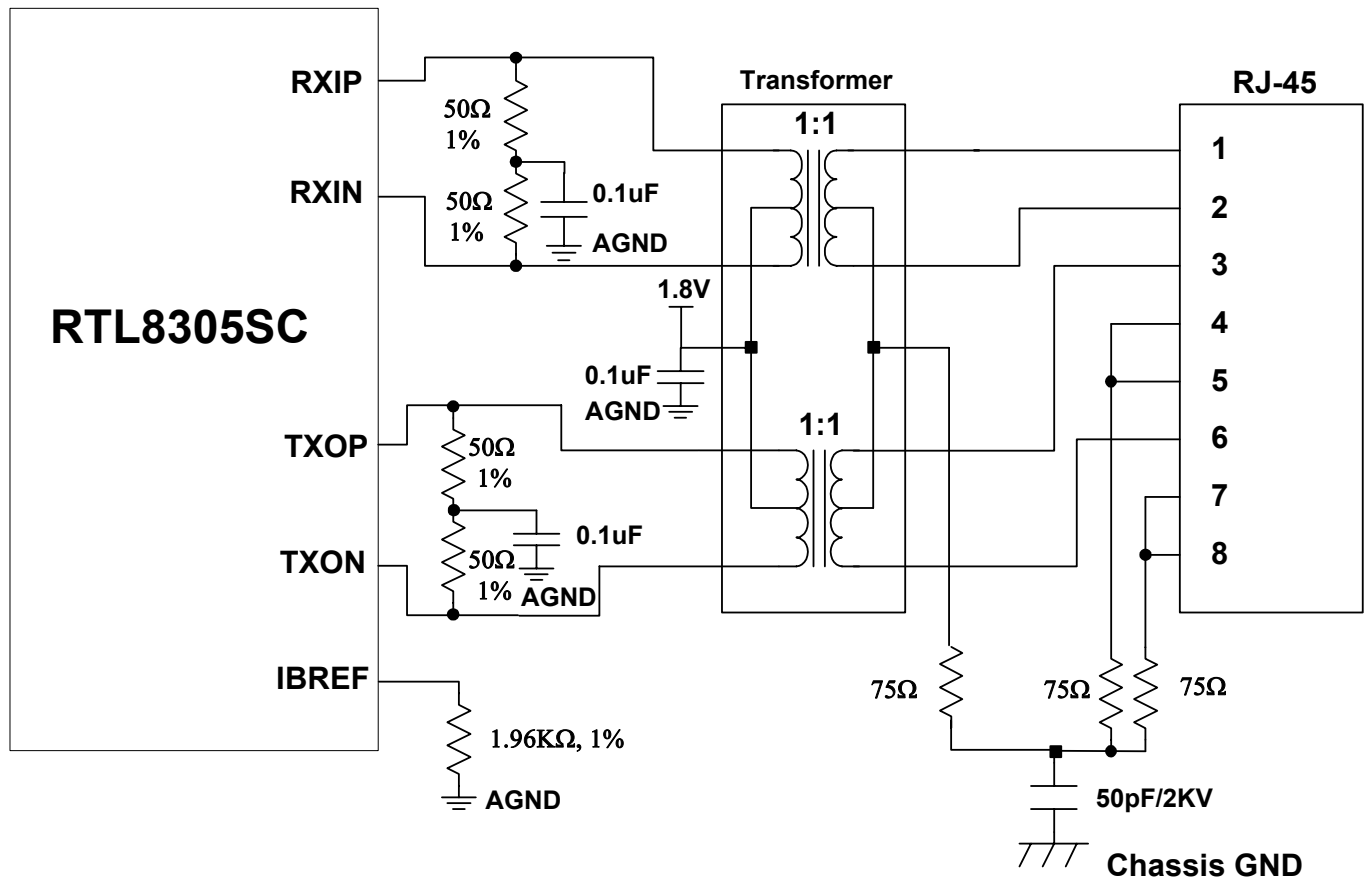 RTL8305SC
RXIP
RXIN
TXOP
TXON
IBREF
50Ω
1%
50Ω
1%
0.1uF
AGND
1.8V
0.1uF
AGND
50Ω
1%
50Ω
1%
0.1uF
AGND
1.96KΩ, 1%
AGND
Transformer
1:1
1:1
RJ-45
1
2
3
4
5
6
7
8
75Ω
75Ω
75Ω
50pF/2KV
Chassis GND